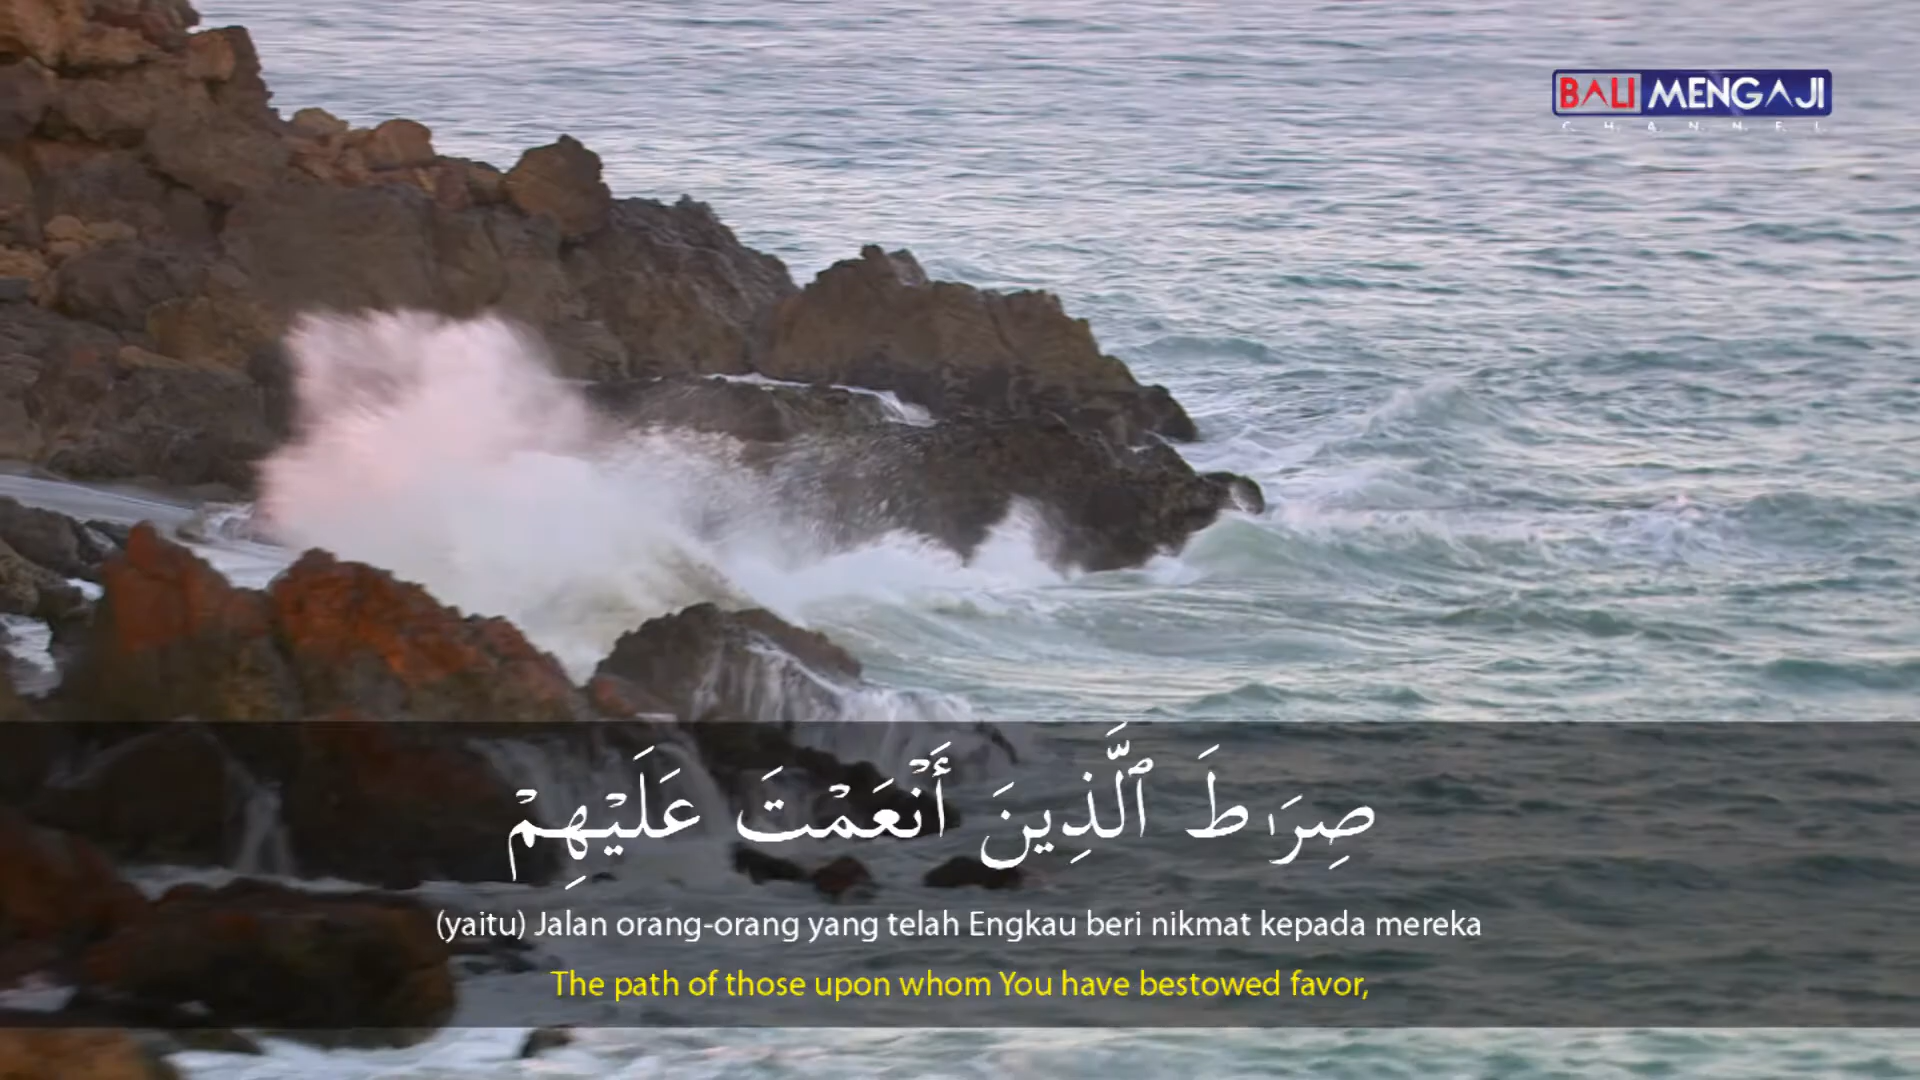 BALI MENGAJI
CHANNEL
صِرَٰطَ ٱلَّذِينَ أَنْعَمْتَ عَلَيْهِمْ
(yaitu) Jalan orang-orang yang telah Engkau beri nikmat kepada mereka
The path of those upon whom You have bestowed favor,